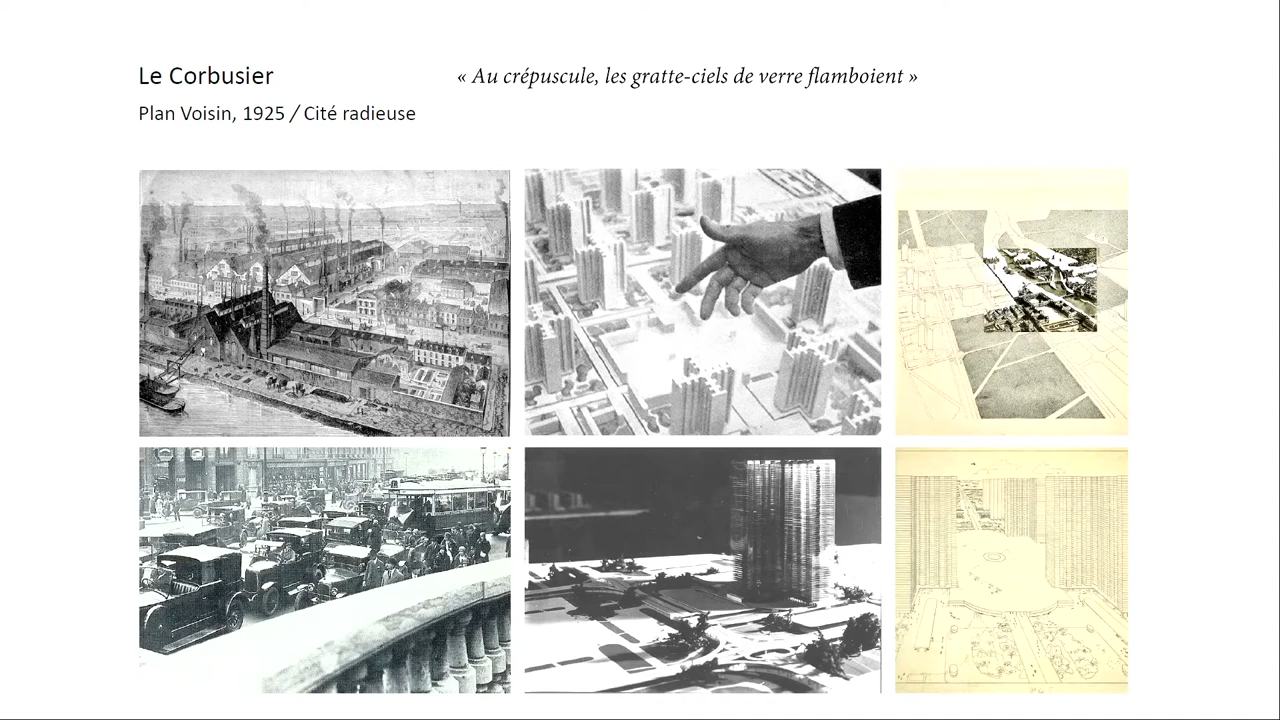 Le Corbusier
« Au crépuscule, les gratte-ciels de verre flamboient »
Plan Voisin, 1925 / Cité radieuse